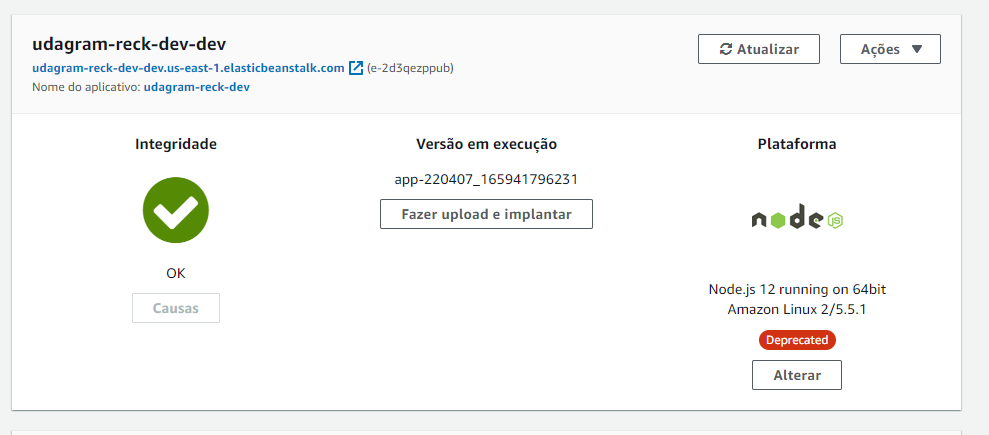 udagram-reck-dev-dev
Atualizar
Ações
udagram-reck-dev-dev.us-east-1.elasticbeanstalk.com (e-2d3qezppub)
Nome do aplicativo: udagram-reck-dev
Integridade
Versão em execução
Plataforma
app-220407_165941796231
Fazer upload e implantar
node JS
OK
Causas
Node.js 12 running on 64bit
Amazon Linux 2/5.5.1
Deprecated
Alterar